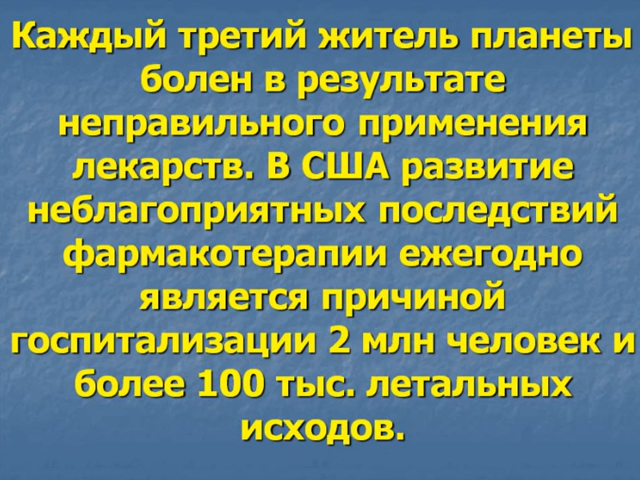 Каждый третий житель планеты
болен в результате
неправильного применения
лекарств. В США развитие
неблагоприятных последствий
фармакотерапии ежегодно
является причиной
госпитализации 2 млн человек и
более 100 тыс. летальных
исходов.